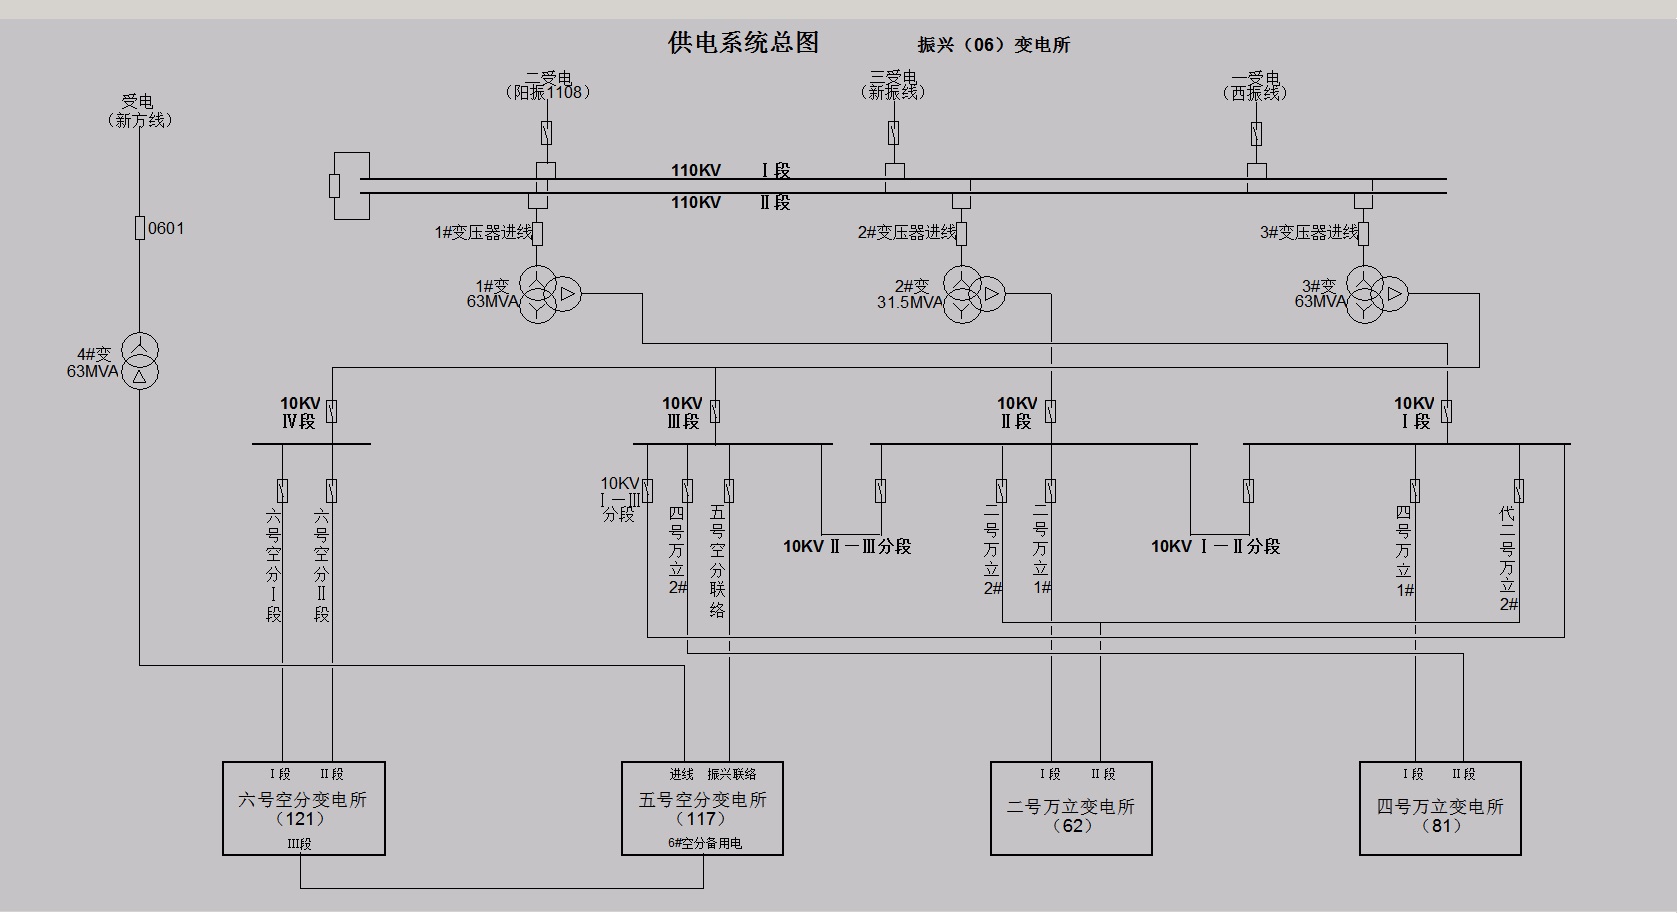 供电系统总图
振兴（06）变电所
二受电
（阳振1108）
三受电
（新振线）
一受电
（西振线）
受电
（新方线）
110KV Ⅰ段
110KV Ⅱ段
0601
1#变压器进线
2#变压器进线
3#变压器进线
1#变
63MVA
2#变
31.5MVA
3#变
63MVA
4#变
63MVA
10KV
Ⅳ段
10KV
Ⅲ段
10KV
Ⅱ段
10KV
Ⅰ段
六号空分Ⅰ段
六号空分Ⅱ段
10KV
Ⅰ－Ⅲ
分段
四号万立2#
五号空分联络
10KV Ⅱ－Ⅲ分段
二号万立2#
二号万立1#
10KV Ⅰ－Ⅱ分段
四号万立1#
代二号万立2#
Ⅰ段 Ⅱ段
六号空分变电所
（121）
Ⅲ段
进线 振兴联络
五号空分变电所
（117）
6#空分备用电
Ⅰ段 Ⅱ段
二号万立变电所
（62）
Ⅰ段 Ⅱ段
四号万立变电所
（81）